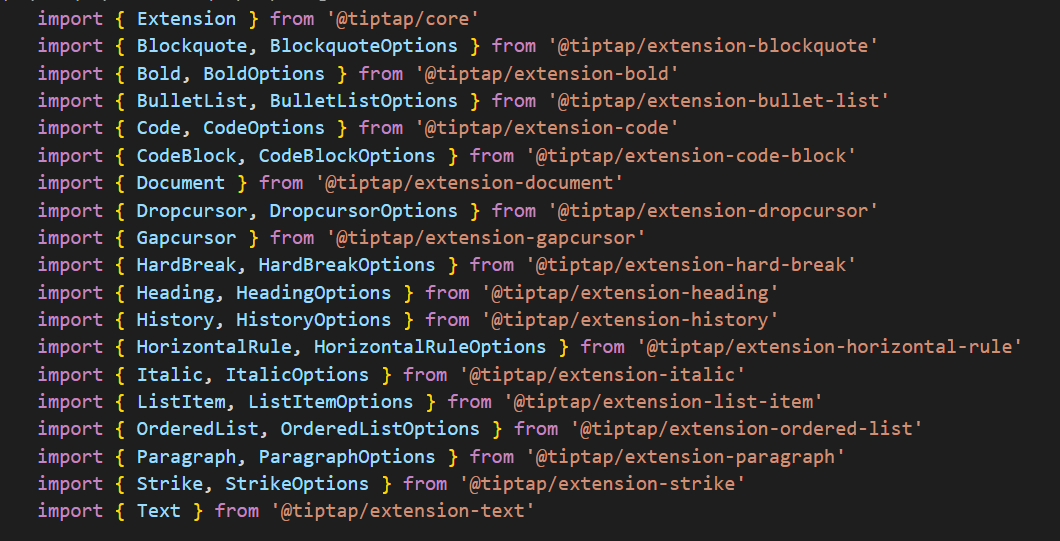 import { Extension } from '@tiptap/core'
import { Blockquote, BlockquoteOptions } from '@tiptap/extension-blockquote'
import { Bold, BoldOptions } from '@tiptap/extension-bold'
import { BulletList, BulletListOptions } from '@tiptap/extension-bullet-list'
import { Code, CodeOptions } from '@tiptap/extension-code'
import { CodeBlock, CodeBlockOptions } from '@tiptap/extension-code-block'
import { Document } from '@tiptap/extension-document'
import { Dropcursor, DropcursorOptions } from '@tiptap/extension-dropcursor'
import { Gapcursor } from '@tiptap/extension-gapcursor'
import { HardBreak, HardBreakOptions } from '@tiptap/extension-hard-break'
import { Heading, HeadingOptions } from '@tiptap/extension-heading'
import { History, HistoryOptions } from '@tiptap/extension-history'
import { HorizontalRule, HorizontalRuleOptions } from '@tiptap/extension-horizontal-rule'
import { Italic, ItalicOptions } from '@tiptap/extension-italic'
import { ListItem, ListItemOptions } from '@tiptap/extension-list-item'
import { OrderedList, OrderedListOptions } from '@tiptap/extension-ordered-list'
import { Paragraph, ParagraphOptions } from '@tiptap/extension-paragraph'
import { Strike, StrikeOptions } from '@tiptap/extension-strike'
import { Text } from '@tiptap/extension-text'